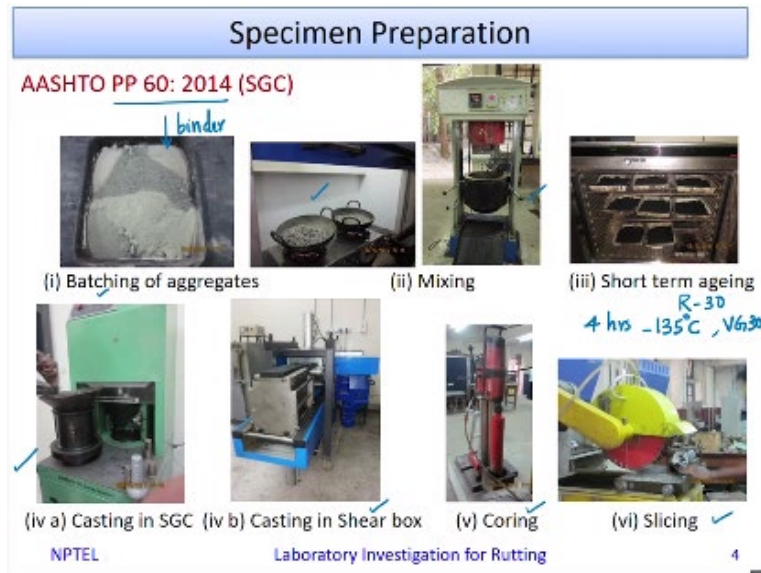 Specimen Preparation
AASHTO PP 60: 2014 (SGC)
binder
(i) Batching of aggregates
(ii) Mixing
(iii) Short term ageing
R-30
4 hrs - 135°C, VG30
(iv a) Casting in SGC
(iv b) Casting in Shear box
(v) Coring
(vi) Slicing
NPTEL
Laboratory Investigation for Rutting
4